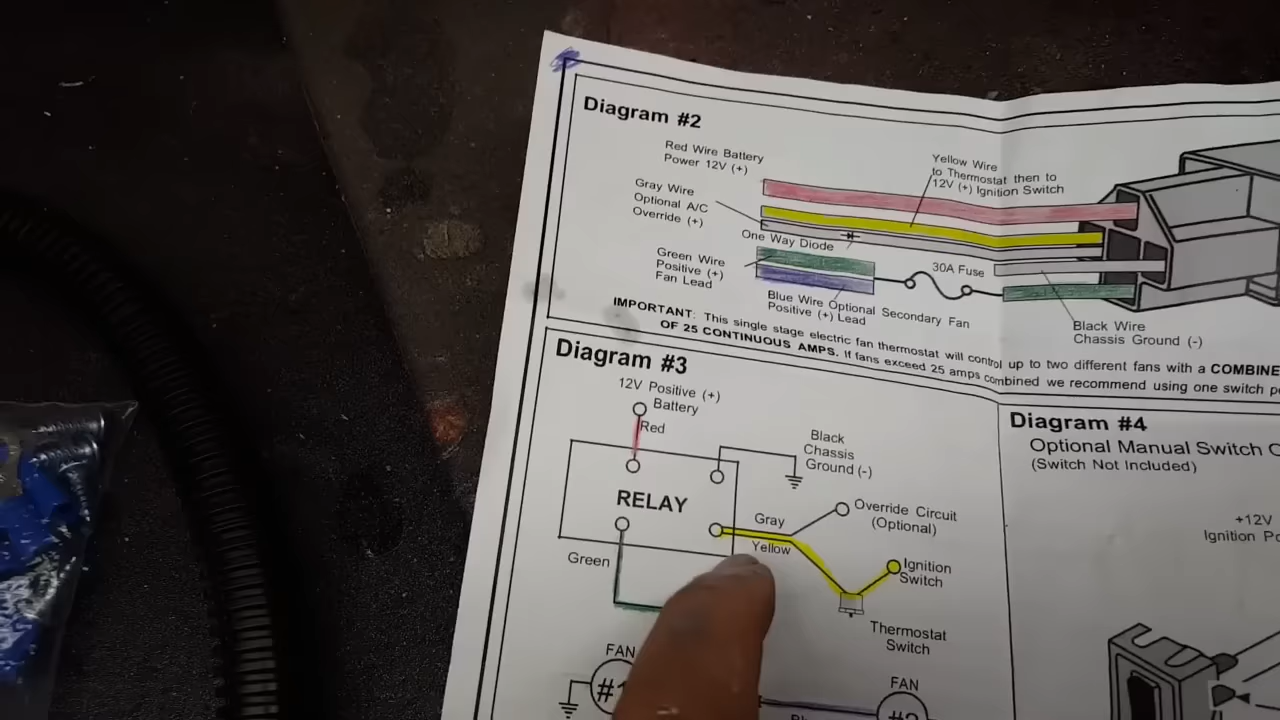 Diagram #2
Red Wire Battery
Power 12V (+)
Yellow Wire
to Thermostat then to
12V (+) Ignition Switch
Gray Wire
Optional A/C
Override (+)
One Way Diode
Green Wire
Positive (+)
Fan Lead
30A Fuse
Blue Wire Optional Secondary Fan
Positive (+) Lead
Black Wire
Chassis Ground (-)
IMPORTANT: This single stage electric fan thermostat will control up to two different fans with a COMBINE
OF 25 CONTINUOUS AMPS. If fans exceed 25 amps combined we recommend using one switch pe
Diagram #3
12V Positive (+)
Battery
Red
Black
Chassis
Ground (-)
RELAY
Gray
Yellow
Override Circuit
(Optional)
Green
Ignition
Switch
Thermostat
Switch
FAN
FAN
#2
Diagram #4
Optional Manual Switch
(Switch Not Included)
+12V
Ignition